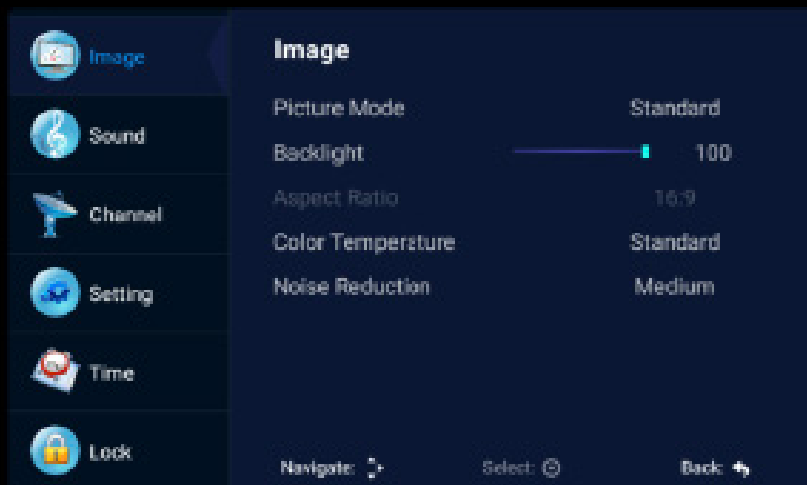 Image
Sound
Channel
Setting
Time
Lock
Image
Picture Mode Standard
Backlight 100
Aspect Ratio 16:9
Color Temperature Standard
Noise Reduction Medium
Navigate: Select: Back: